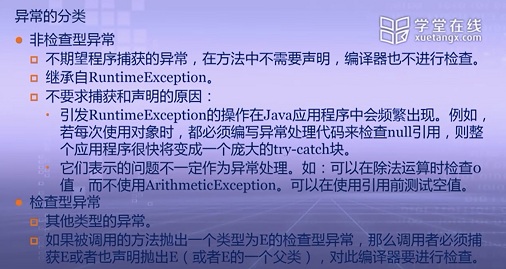 异常的分类
学堂在线
xuetangx.com
非检查型异常
不期望程序捕获的异常，在方法中不需要声明，编译器也不进行检查。
继承自RuntimeException。
不要求捕获和声明的原因：
引发RuntimeException的操作在Java应用程序中会频繁出现。例如，
若每次使用对象时，都必须编写异常处理代码来检查null引用，则整
个应用程序很快将变成一个庞大的try-catch块。
它们表示的问题不一定作为异常处理。如：可以在除法运算时检查0
值，而不使用ArithmeticException。可以在使用引用前测试空值。
检查型异常
其他类型的异常。
如果被调用的方法抛出一个类型为E的检查型异常，那么调用者必须捕
获E或者也声明抛出E（或者E的一个父类），对此编译器要进行检查。